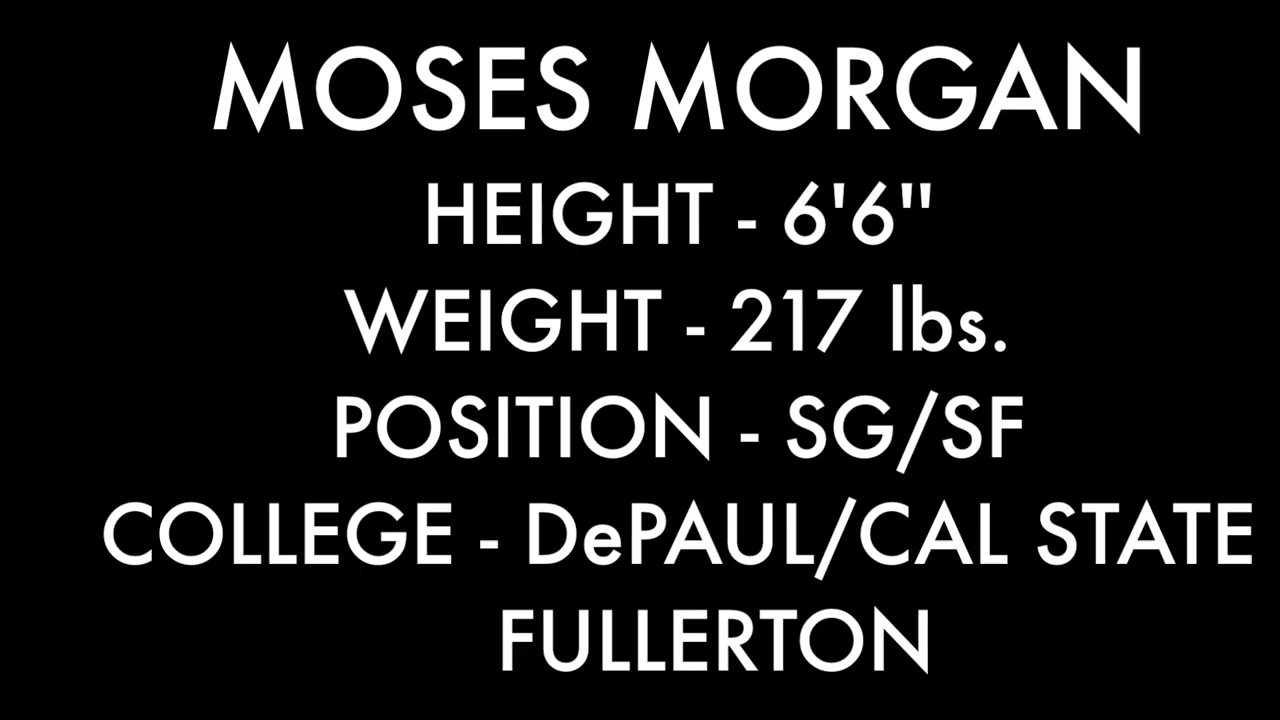 MOSES MORGAN
HEIGHT - 6'6"
WEIGHT - 217 lbs.
POSITION - SG/SF
COLLEGE - DePAUL/CAL STATE
FULLERTON